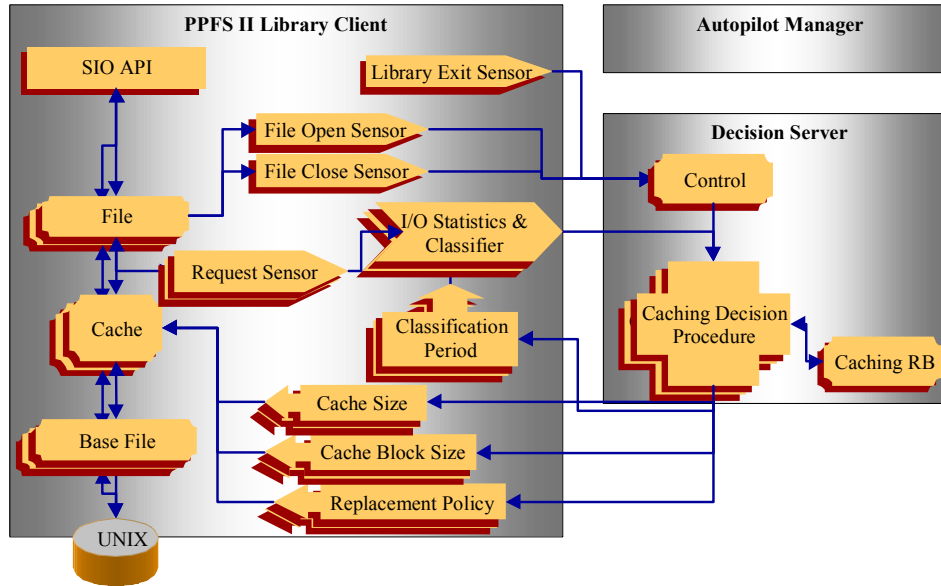 PPFS II Library Client
Autopilot Manager
SIO API
Library Exit Sensor
File Open Sensor
Decision Server
File Close Sensor
Control
File
I/O Statistics &
Classifier
Request Sensor
Cache
Classification
Period
Caching Decision
Procedure
Caching RB
Cache Size
Base File
Cache Block Size
Replacement Policy
UNIX